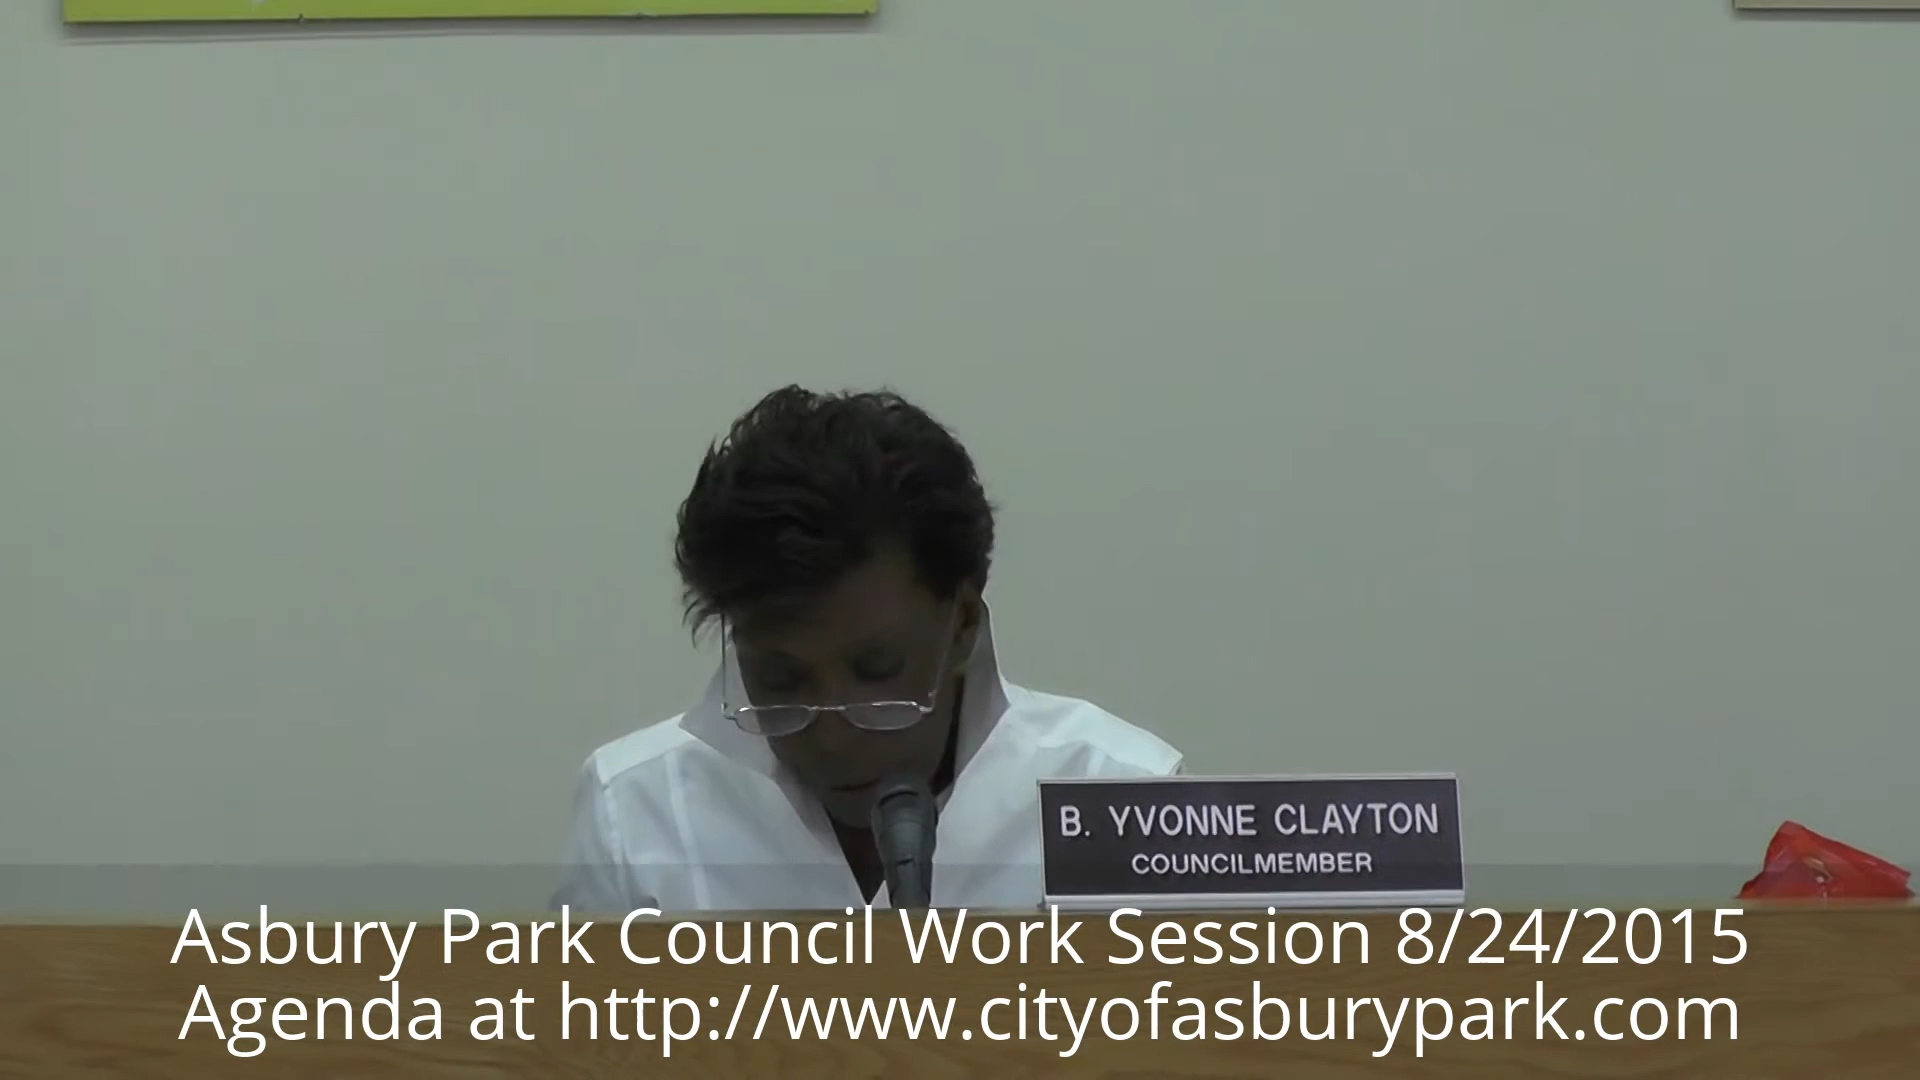 B. YVONNE CLAYTON
COUNCILMEMBER
Asbury Park Council Work Session 8/24/2015
Agenda at http://www.cityofasburypark.com